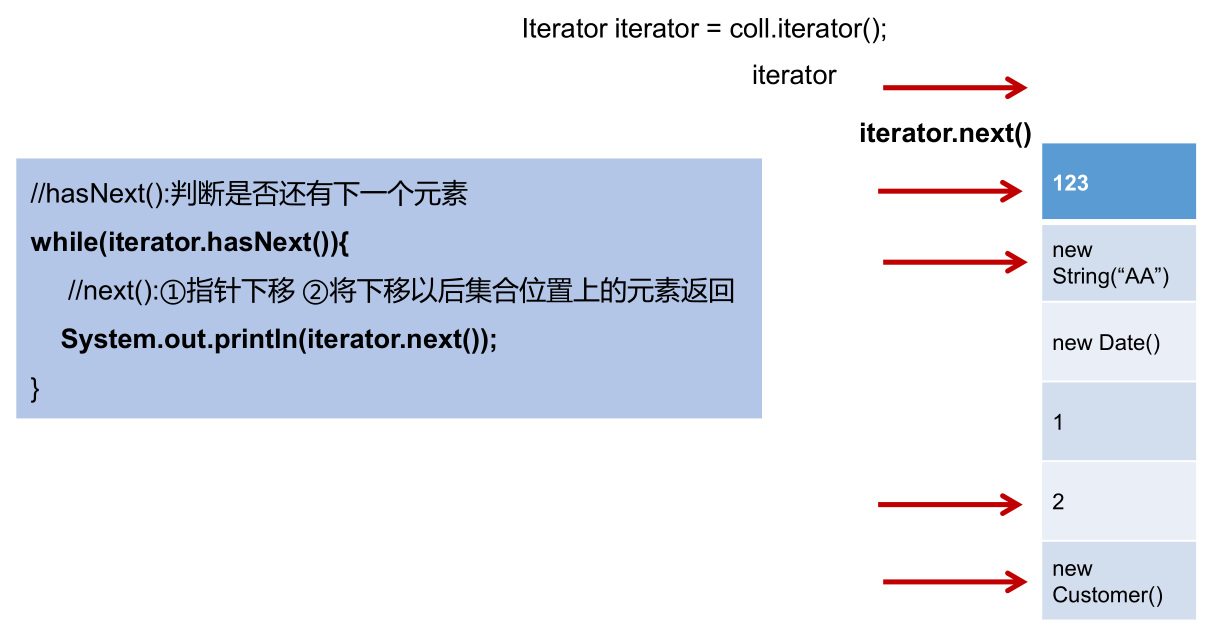 Iterator iterator = coll.iterator();
iterator
iterator.next()
//hasNext():判断是否还有下一个元素
while(iterator.hasNext()){
//next():①指针下移 ②将下移以后集合位置上的元素返回
System.out.println(iterator.next());
}
123
new
String(“AA”)
new Date()
1
2
new
Customer()